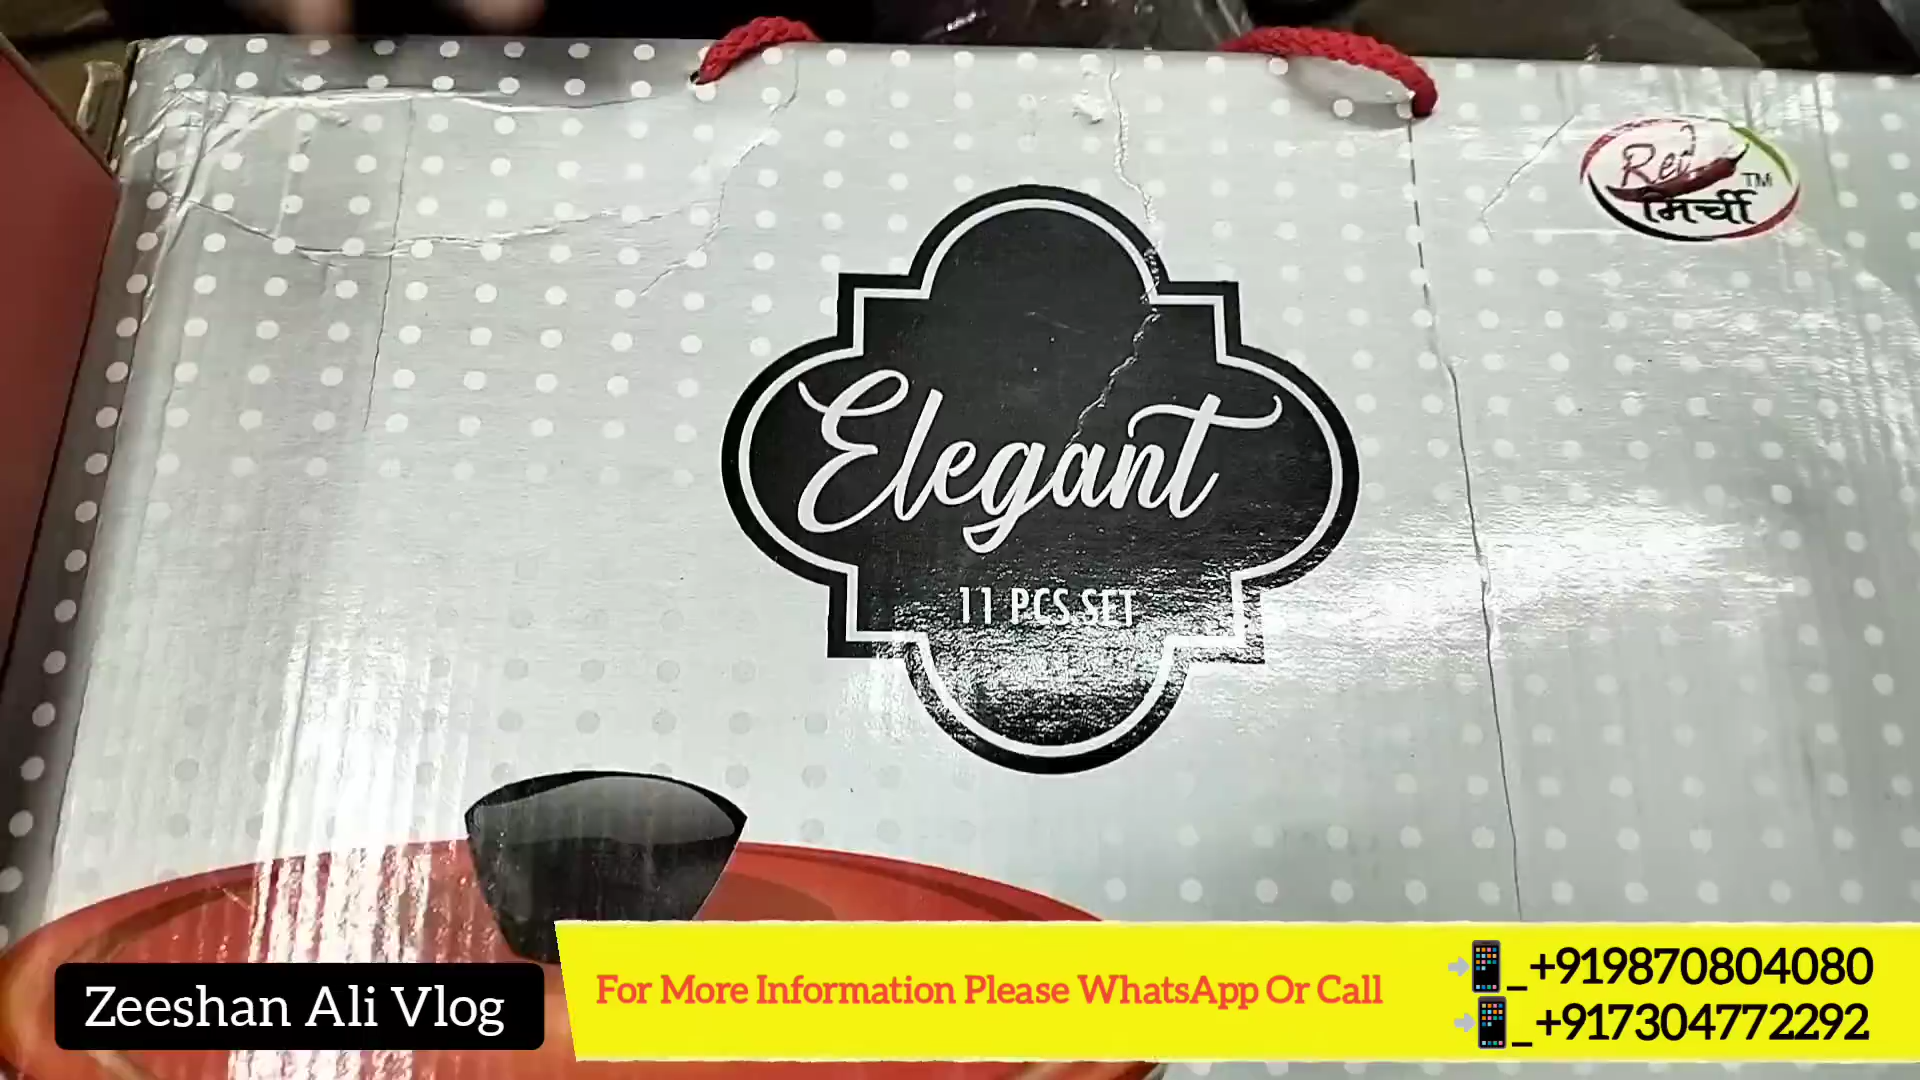 Red TM
मिर्ची
Elegant
11 PCS SET
Zeeshan Ali Vlog
For More Information Please WhatsApp Or Call
_+919870804080
_+917304772292